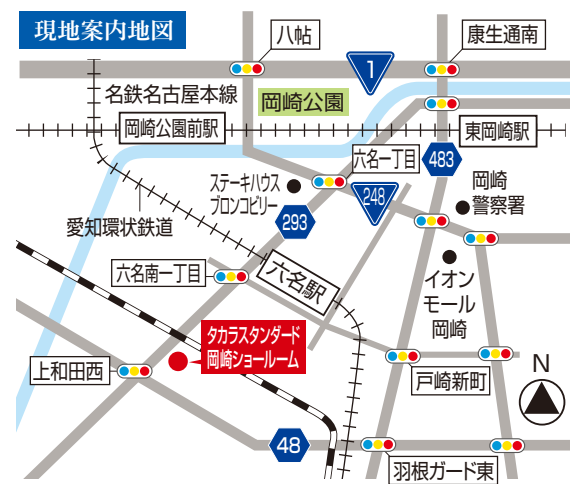 現地案内地図
八帖
康生通南
1
名鉄名古屋本線
岡崎公園
岡崎公園前駅
東岡崎駅
六名一丁目
483
ステーキハウス
ブロンコビリー
248
岡崎
警察署
293
愛知環状鉄道
六名南一丁目
六名駅
イオン
モール
岡崎
タカラスタンダード
岡崎ショールーム
上和田西
戸崎新町
N
48
羽根ガード東